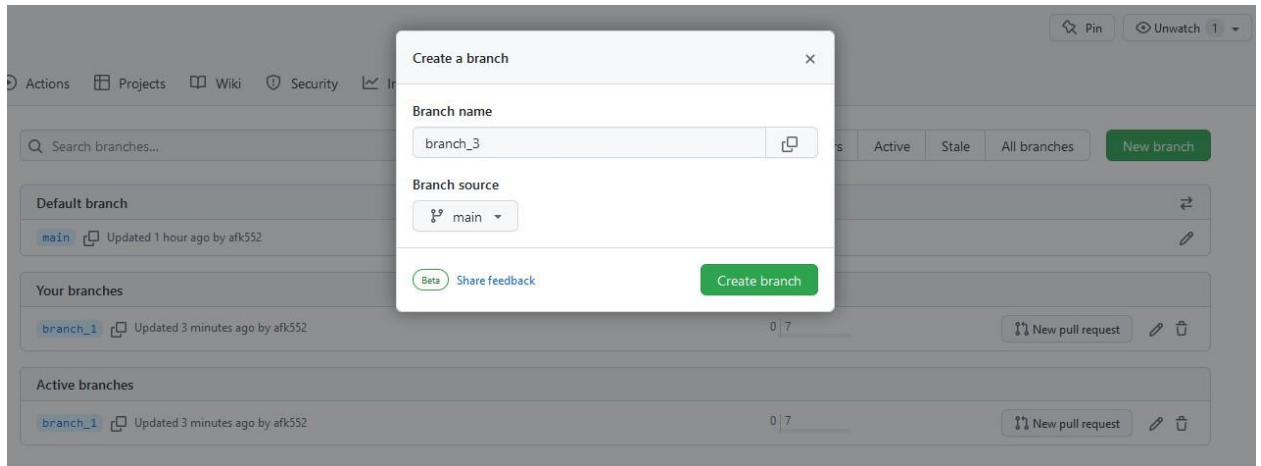 Pin
Unwatch 1
Actions Projects Wiki Security
Create a branch
Branch name
branch_3
Branch source
main
Beta Share feedback
Create branch
Search branches...
Active Stale All branches New branch
Default branch
main Updated 1 hour ago by afk552
Your branches
branch_1 Updated 3 minutes ago by afk552 0 7 New pull request
Active branches
branch_1 Updated 3 minutes ago by afk552 0 7 New pull request